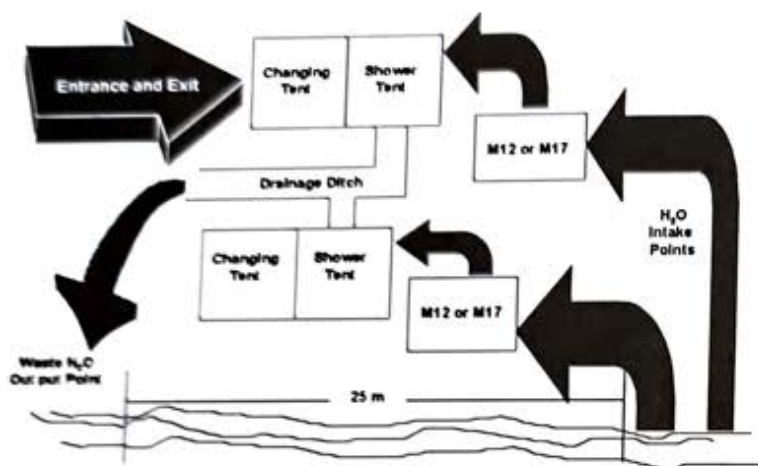 Entrance and Exit
Changing
Tent
Shower
Tent
M12 or M17
Drainage Ditch
H₂O
Intake
Points
Changing
Tent
Shower
Tent
M12 or M17
Waste H₂O
Out put Point
25 m